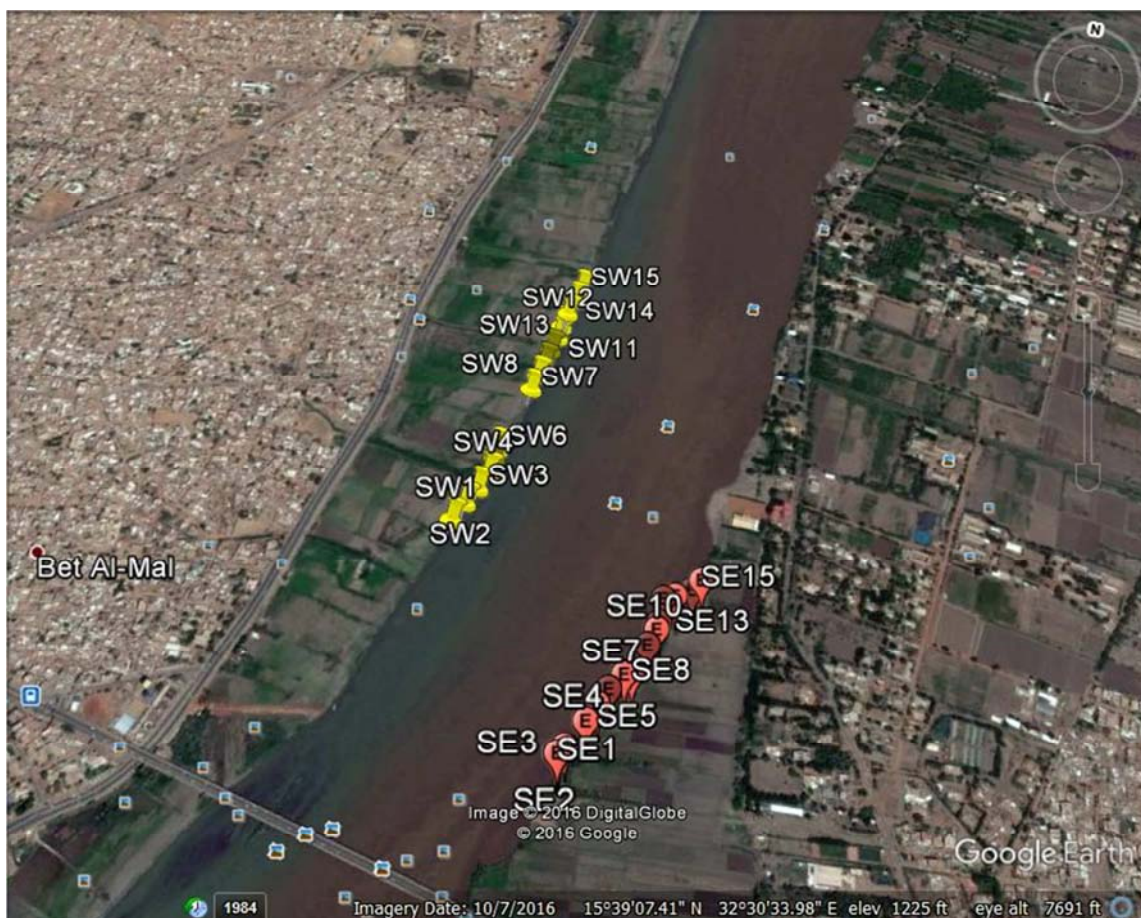 N
SW15
SW12
SW14
SW13
SW11
SW8
SW7
SW4
SW6
SW3
SW1
SW2
Bet Al-Mal
SE15
SE10
SE13
SE7
SE8
SE4
SE5
SE3
SE1
SE2
E
E
E
Image © 2016 DigitalGlobe
© 2016 Google
Google Earth
1984
Imagery Date: 10/7/2016 15°39'07.41" N 32°30'33.98" E elev 1225 ft eye alt 7691 ft